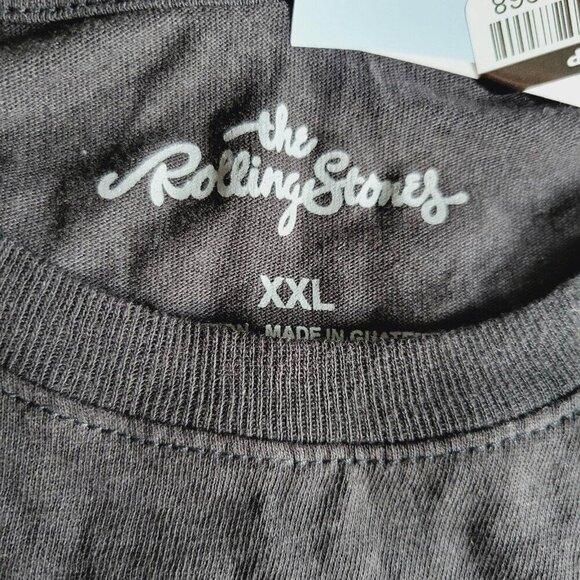 the
Rolling Stones
XXL
MADE IN